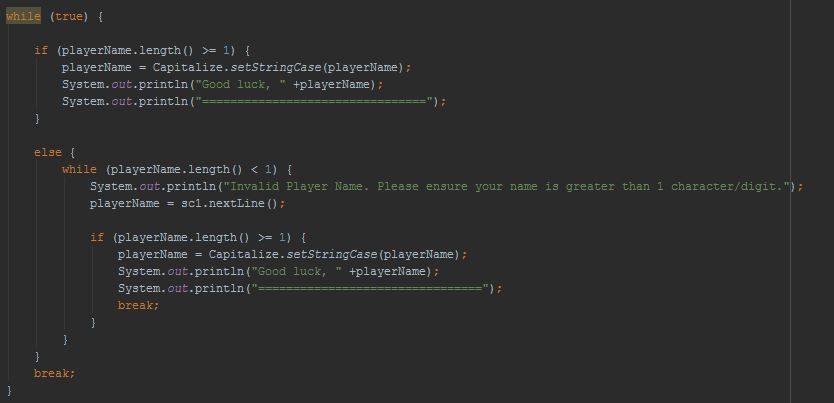 while (true) {
if (playerName.length() >= 1) {
playerName = Capitalize.setStringCase(playerName);
System.out.println("Good luck, " +playerName);
System.out.println("================================");
}
else {
while (playerName.length() < 1) {
System.out.println("Invalid Player Name. Please ensure your name is greater than 1 character/digit.");
playerName = sc1.nextLine();
if (playerName.length() >= 1) {
playerName = Capitalize.setStringCase(playerName);
System.out.println("Good luck, " +playerName);
System.out.println("================================");
break;
}
}
}
break;
}